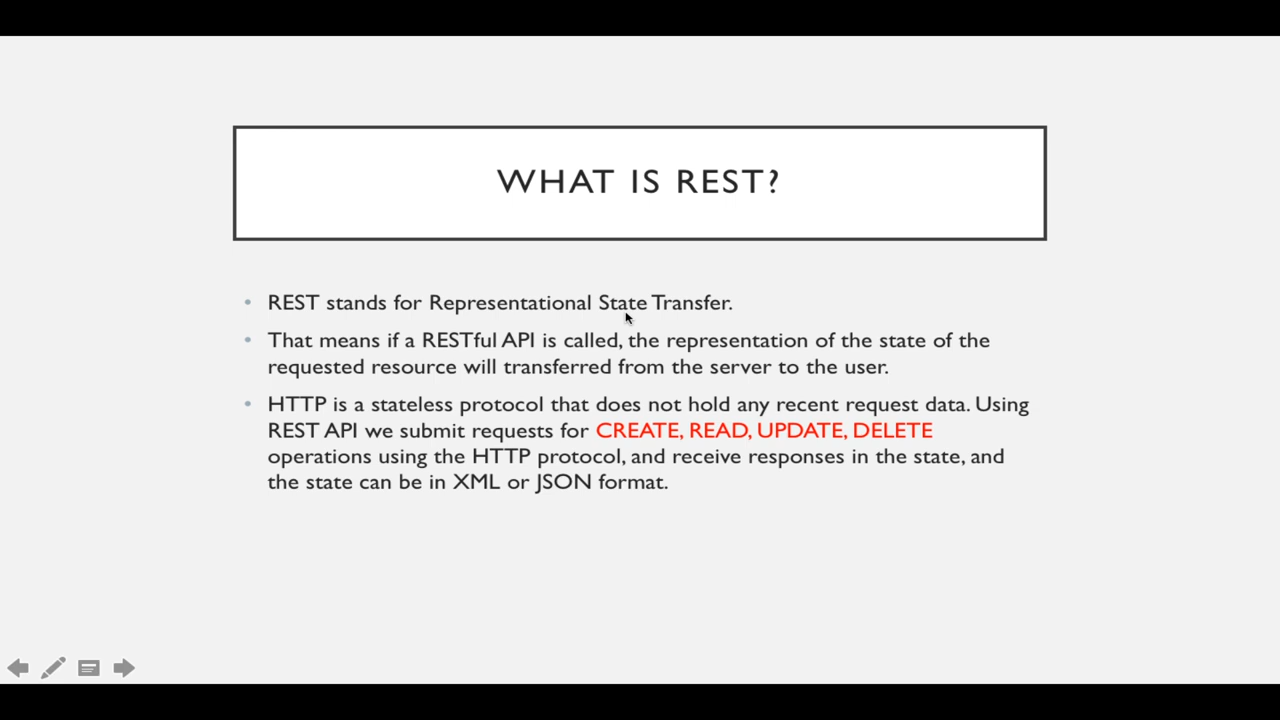 WHAT IS REST?
• REST stands for Representational State Transfer.
• That means if a RESTful API is called, the representation of the state of the
requested resource will transferred from the server to the user.
• HTTP is a stateless protocol that does not hold any recent request data. Using
REST API we submit requests for CREATE, READ, UPDATE, DELETE
operations using the HTTP protocol, and receive responses in the state, and
the state can be in XML or JSON format.